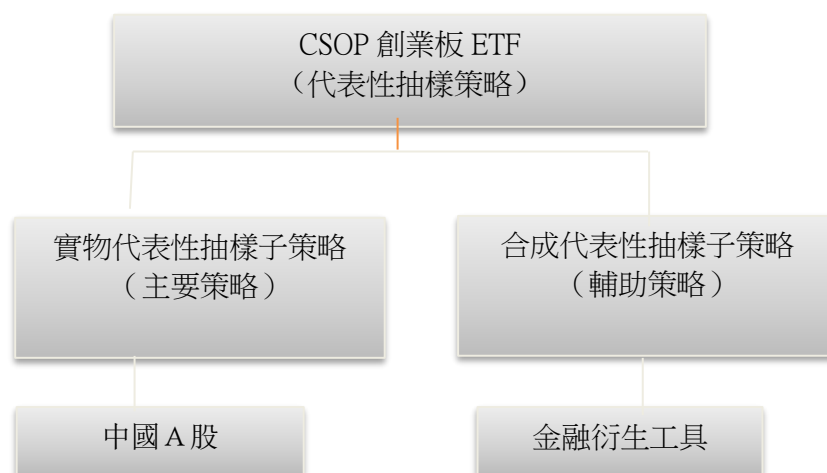 CSOP 創業板 ETF
（代表性抽樣策略）
實物代表性抽樣子策略
（主要策略）
合成代表性抽樣子策略
（輔助策略）
中國 A 股
金融衍生工具